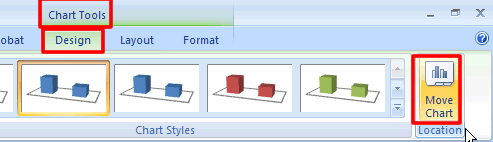 Chart Tools
obat Design Layout Format
Move
Chart
Chart Styles Location